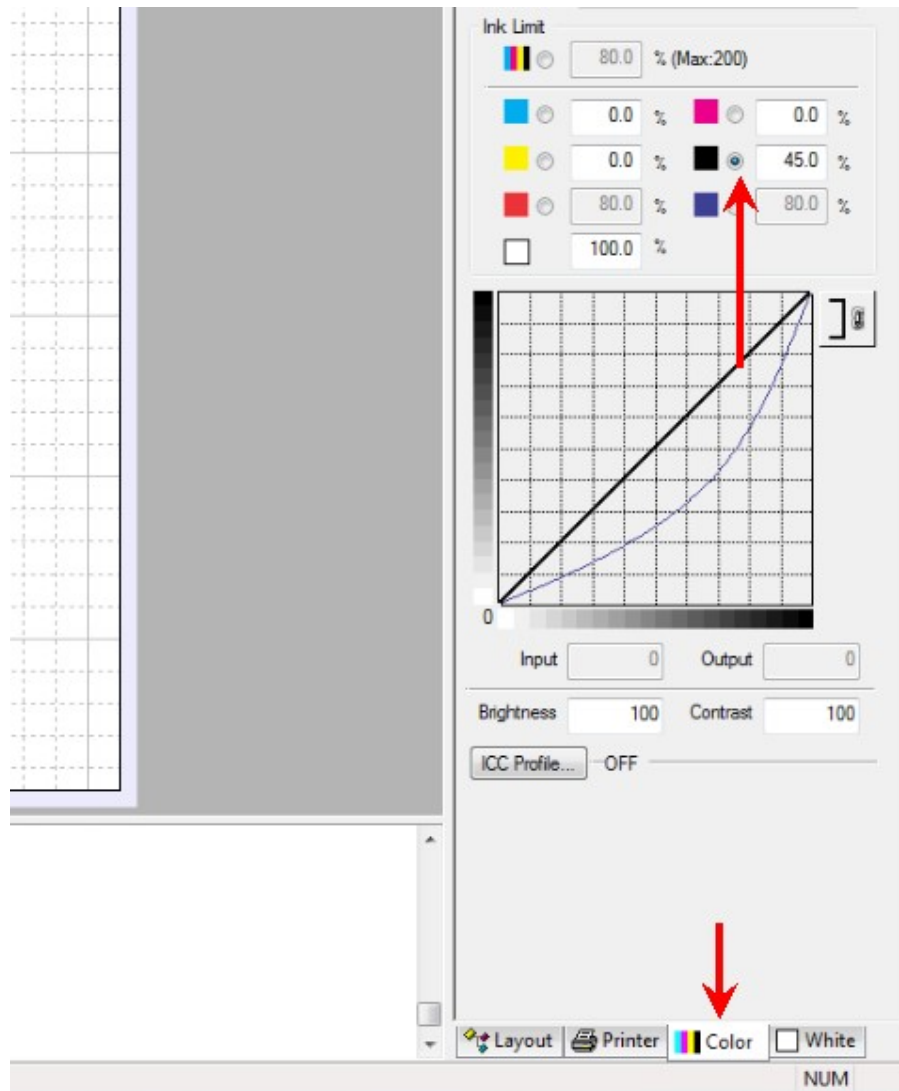 Ink Limit
80.0 % (Max:200)
0.0 % 0.0 %
0.0 % 45.0 %
80.0 % 80.0 %
100.0 %
0
Input 0 Output 0
Brightness 100 Contrast 100
ICC Profile... OFF
Layout Printer Color White
NUM